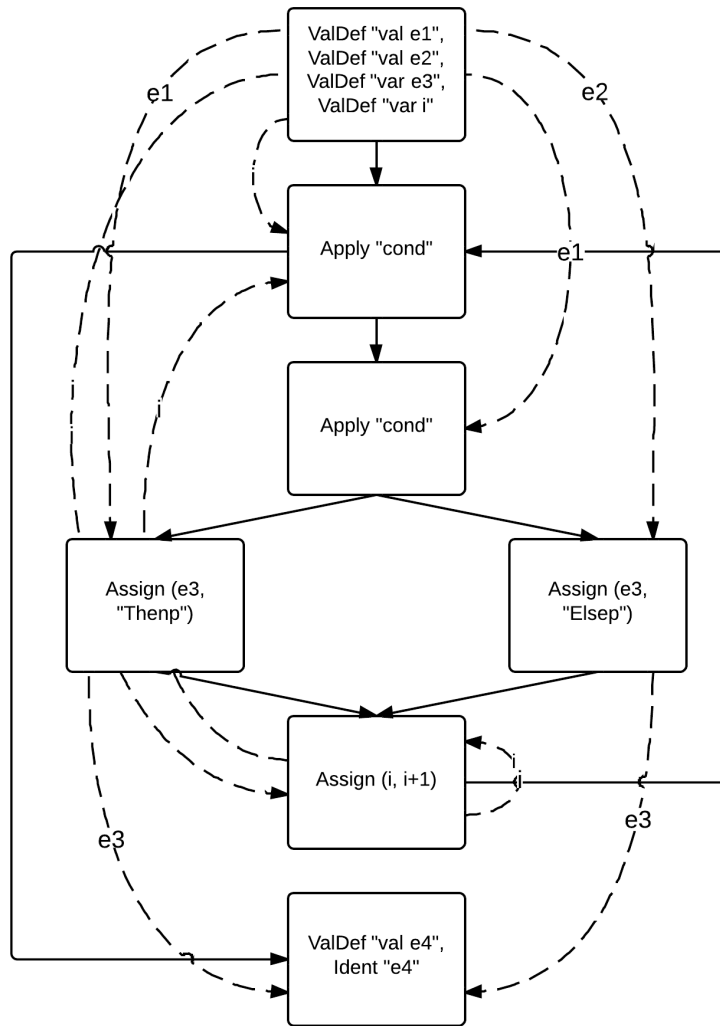 ValDef "val e1",
ValDef "val e2",
ValDef "var e3",
ValDef "var i"
e1
e2
i
Apply "cond"
e1
i
i
Apply "cond"
Assign (e3,
"Thenp")
Assign (e3,
"Elsep")
i
i
Assign (i, i+1)
e3
e3
ValDef "val e4",
Ident "e4"